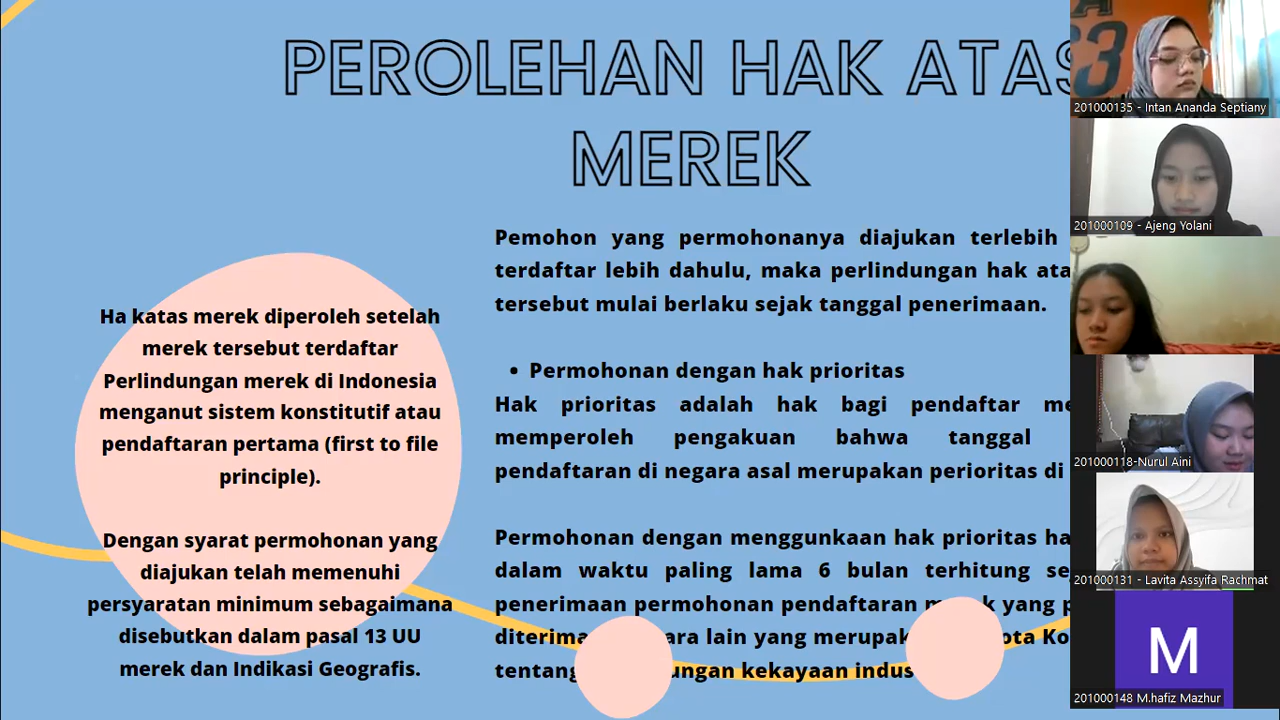 PEROLEHAN HAK ATAS
MEREK
Ha katas merek diperoleh setelah
merek tersebut terdaftar
Perlindungan merek di Indonesia
menganut sistem konstitutif atau
pendaftaran pertama (first to file
principle).
Dengan syarat permohonan yang
diajukan telah memenuhi
persyaratan minimum sebagaimana
disebutkan dalam pasal 13 UU
merek dan Indikasi Geografis.
Pemohon yang permohonanya diajukan terlebih
terdaftar lebih dahulu, maka perlindungan hak
tersebut mulai berlaku sejak tanggal penerimaan.
• Permohonan dengan hak prioritas
Hak prioritas adalah hak bagi pendaftar
memperoleh pengakuan bahwa tanggal
pendaftaran di negara asal merupakan perioritas di
Permohonan dengan menggunkaan hak prioritas
dalam waktu paling lama 6 bulan terhitung
penerimaan permohonan pendaftaran yang
lain yang
tentang kekayaan
201000135 - Intan Ananda Septiany
201000109 - Ajeng Yolani
201000118-Nurul Aini
201000131 - Lavita Assyifa Rachmat
M
201000148 M.hafiz Mazhur